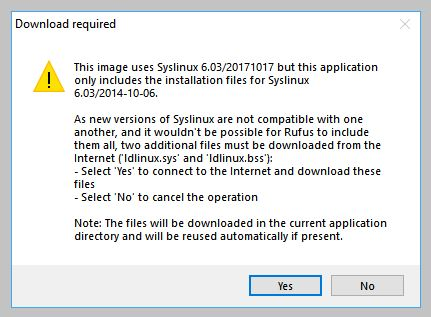 Download required
This image uses Syslinux 6.03/20171017 but this application
only includes the installation files for Syslinux
6.03/2014-10-06.
As new versions of Syslinux are not compatible with one
another, and it wouldn't be possible for Rufus to include
them all, two additional files must be downloaded from the
Internet ('ldlinux.sys' and 'ldlinux.bss'):
- Select 'Yes' to connect to the Internet and download these
files
- Select 'No' to cancel the operation
Note: The files will be downloaded in the current application
directory and will be reused automatically if present.
Yes
No